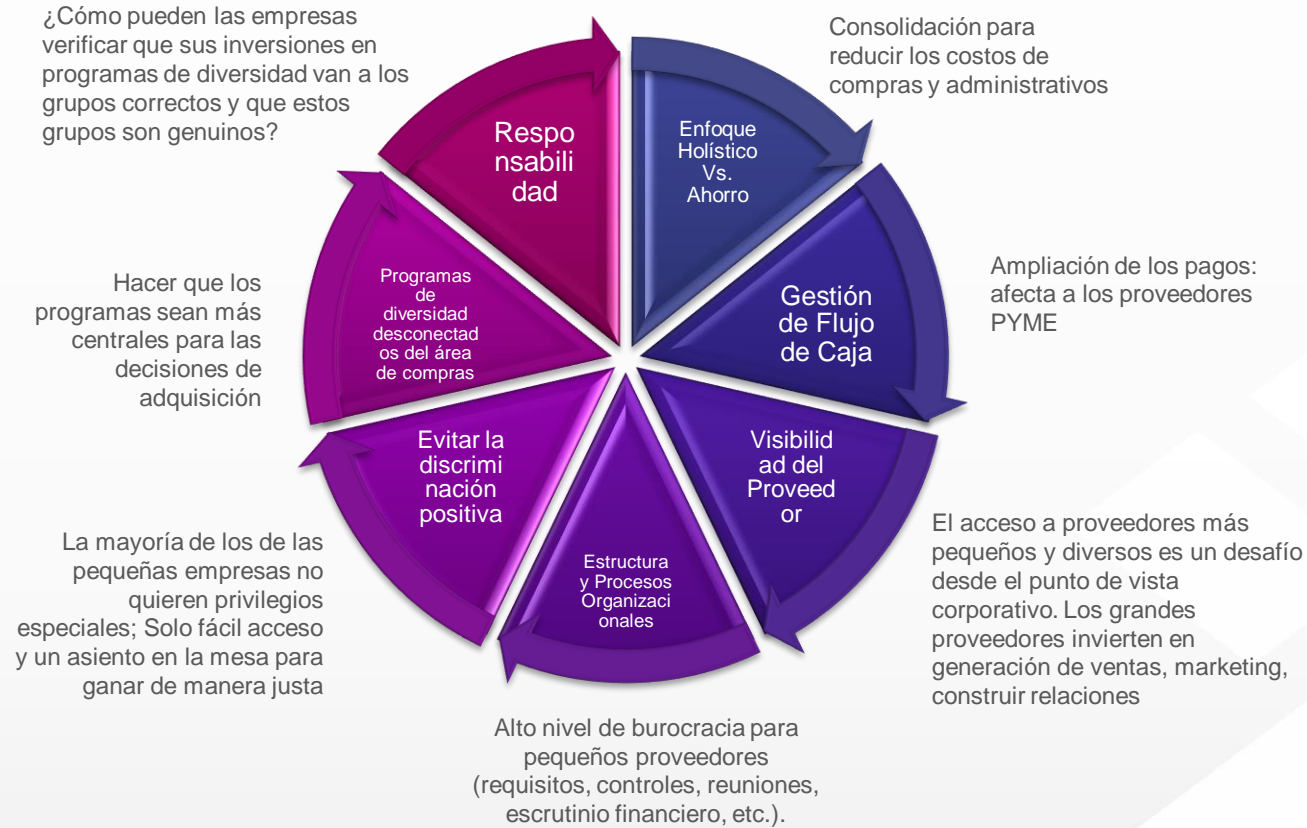 ¿Cómo pueden las empresas
verificar que sus inversiones en
programas de diversidad van a los
grupos correctos y que estos
grupos son genuinos?
Consolidación para
reducir los costos de
compras y administrativos
Respo
nsabili
dad
Enfoque
Holístico
Vs.
Ahorro
Hacer que los
programas sean más
centrales para las
decisiones de
adquisición
Programas
de
diversidad
desconectad
os del área
de compras
Gestión
de Flujo
de Caja
Ampliación de los pagos:
afecta a los proveedores
PYME
Evitar la
discrimi
nación
positiva
Visibilid
ad del
Proveed
or
La mayoría de los de las
pequeñas empresas no
quieren privilegios
especiales; Solo fácil acceso
y un asiento en la mesa para
ganar de manera justa
Estructura
y Procesos
Organizaci
onales
El acceso a proveedores más
pequeños y diversos es un desafío
desde el punto de vista
corporativo. Los grandes
proveedores invierten en
generación de ventas, marketing,
construir relaciones
Alto nivel de burocracia para
pequeños proveedores
(requisitos, controles, reuniones,
escrutinio financiero, etc.).